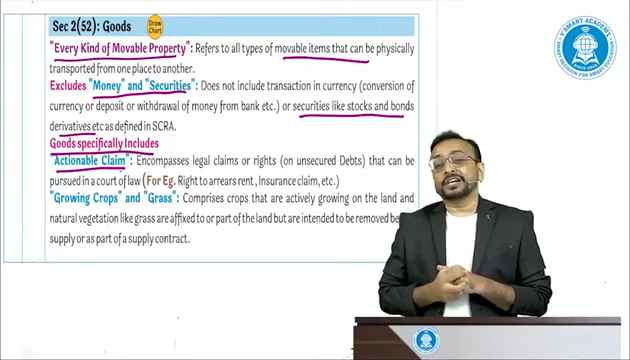 Sec 2(52): Goods
Draw
Chart
"Every Kind of Movable Property": Refers to all types of movable items that can be physically
transported from one place to another.
Excludes "Money" and "Securities": Does not include transaction in currency (conversion of
currency or deposit or withdrawal of money from bank etc.) or securities like stocks and bonds
derivatives etc as defined in SCRA.
Goods specifically Includes
"Actionable Claim": Encompasses legal claims or rights (on unsecured Debts) that can be
pursued in a court of law (For Eg. Right to arrears rent, Insurance claim, etc.)
"Growing Crops" and "Grass": Comprises crops that are actively growing on the land and
natural vegetation like grass are affixed to or part of the land but are intended to be removed be
supply or as part of a supply contract.
V'SMART ACADEMY